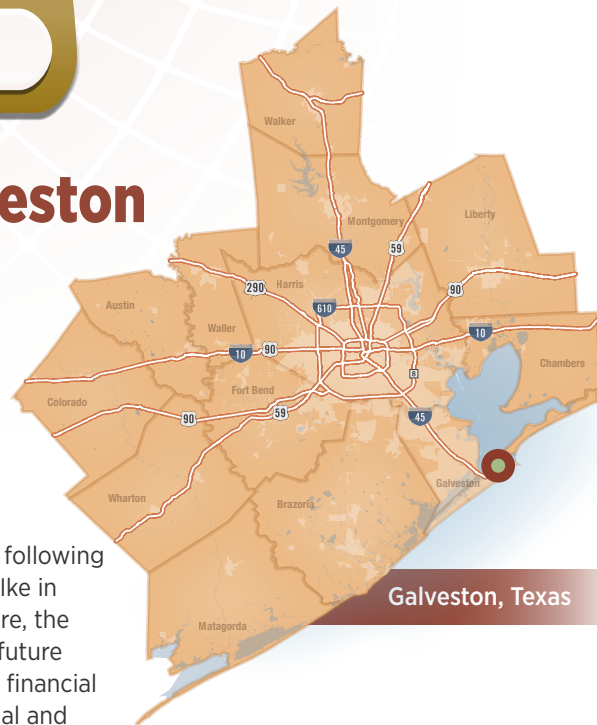 eston
Walker
Montgomery
Liberty
45
59
290
Harris
90
610
Austin
Waller
10
10
90
Chambers
8
Fort Bend
Colorado
59
90
45
Galveston
Wharton
Brazoria
following
Ike in
re, the
future
financial
al and
Galveston, Texas
Matagorda